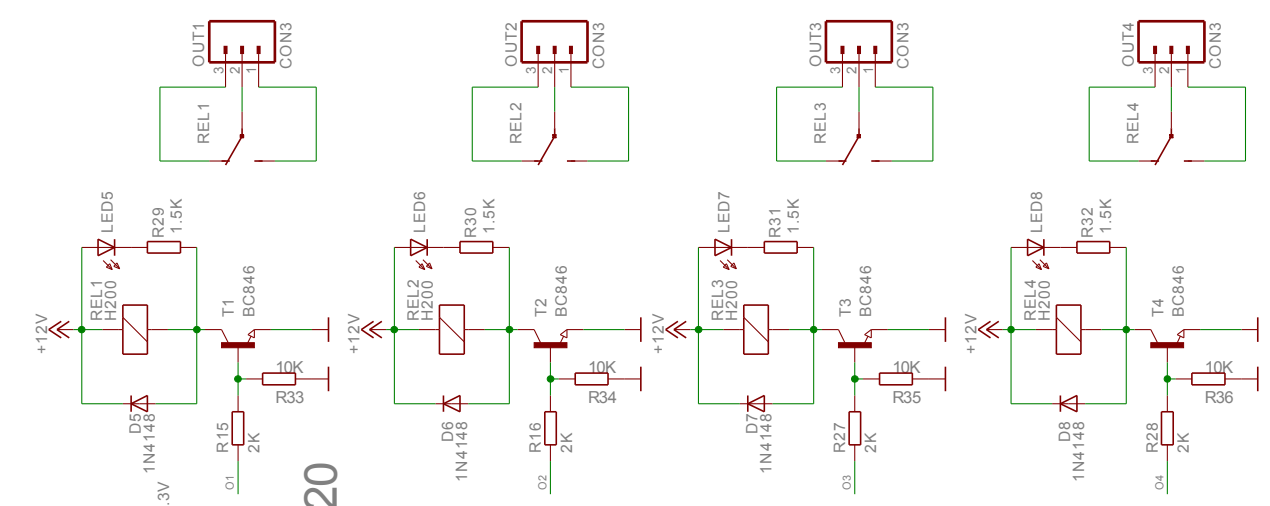 OUT1
CON3
3
2
1
REL1
OUT2
CON3
3
2
1
REL2
OUT3
CON3
3
2
1
REL3
OUT4
CON3
3
2
1
REL4
LED5
R29
1.5K
REL1
H200
T1
BC846
+12V
10K
R33
D5
1N4148
R15
2K
O1
LED6
R30
1.5K
REL2
H200
T2
BC846
+12V
10K
R34
D6
1N4148
R16
2K
O2
LED7
R31
1.5K
REL3
H200
T3
BC846
+12V
10K
R35
D7
1N4148
R27
2K
O3
LED8
R32
1.5K
REL4
H200
T4
BC846
+12V
10K
R36
D8
1N4148
R28
2K
O4
.3V
20